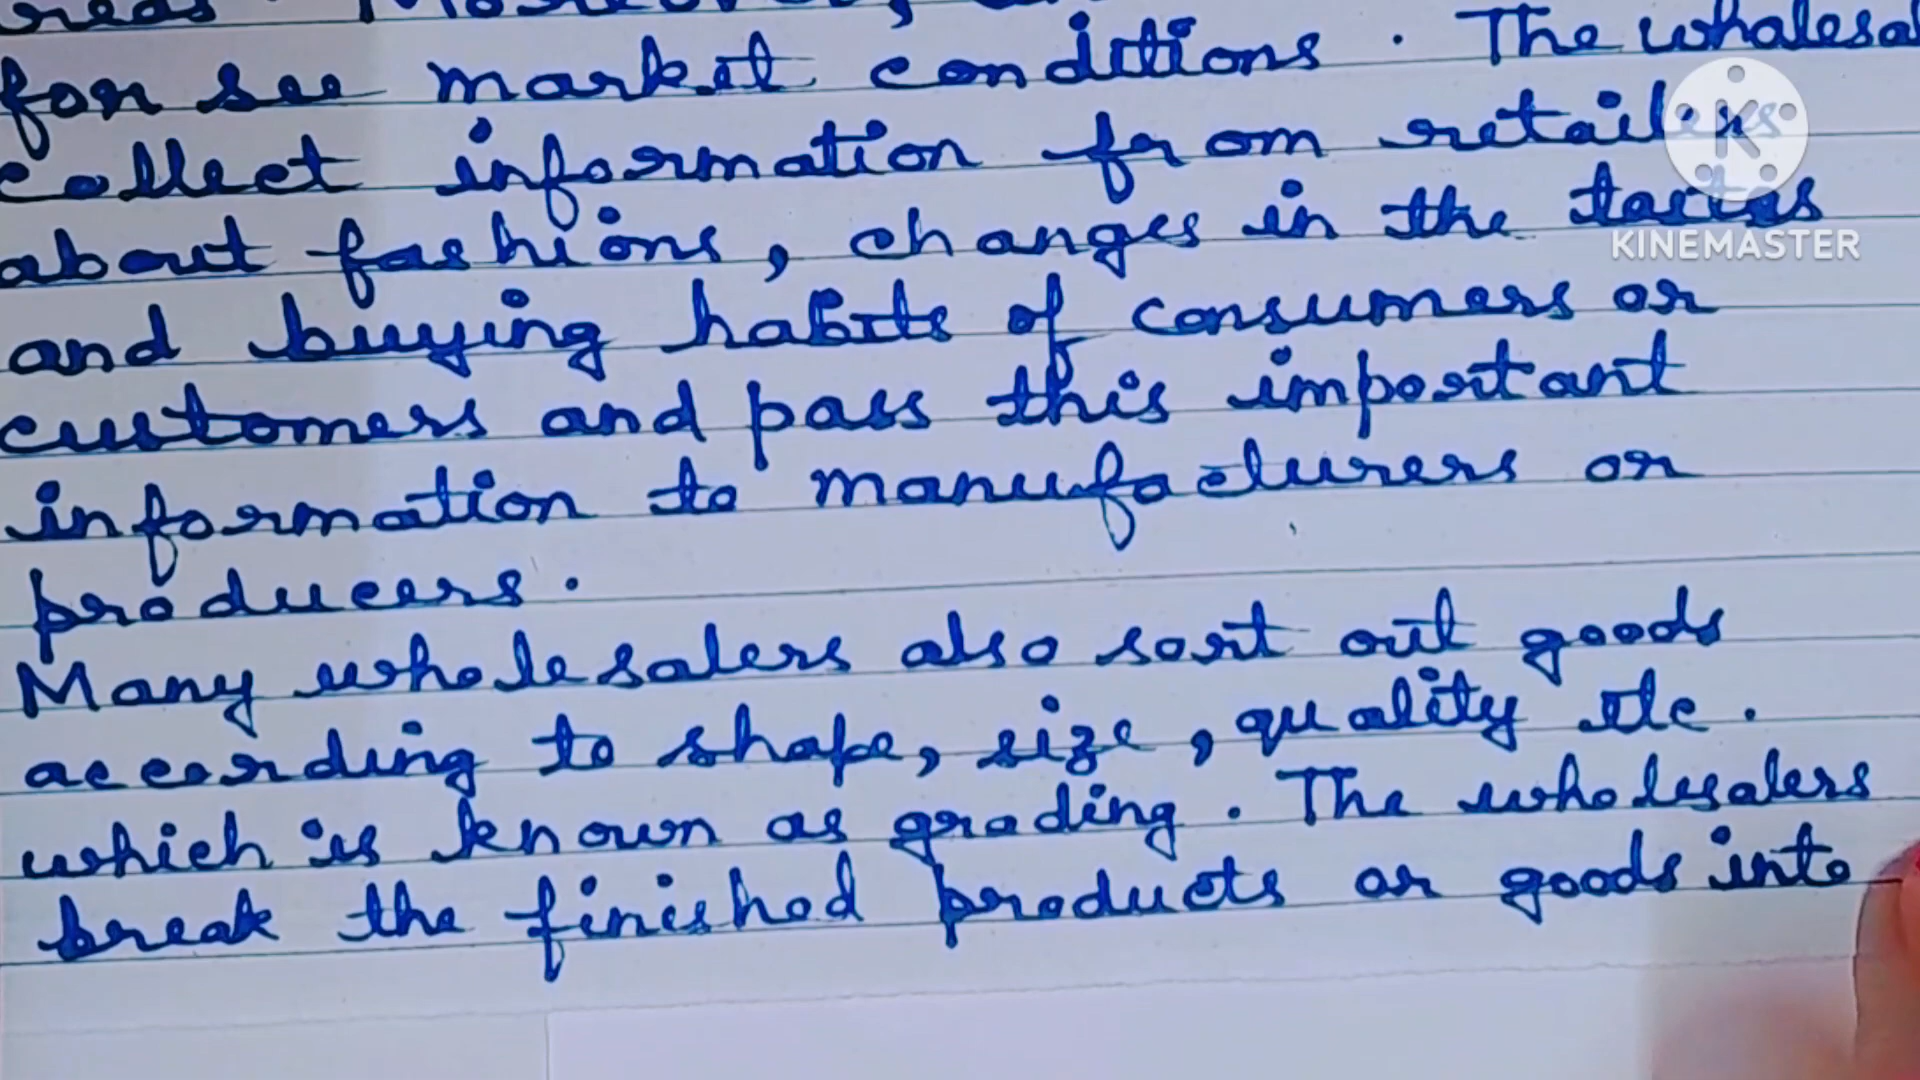 for see market conditions. The wholesal
collect information from retailers
about fashions, changes in the tastes
and buying habits of consumers or
customers and pass this important
information to manufacturers or
producers.
Many wholesalers also sort out goods
according to shape, size, quality etc.
which is known as grading. The wholesalers
break the finished products or goods into
KINEMASTER